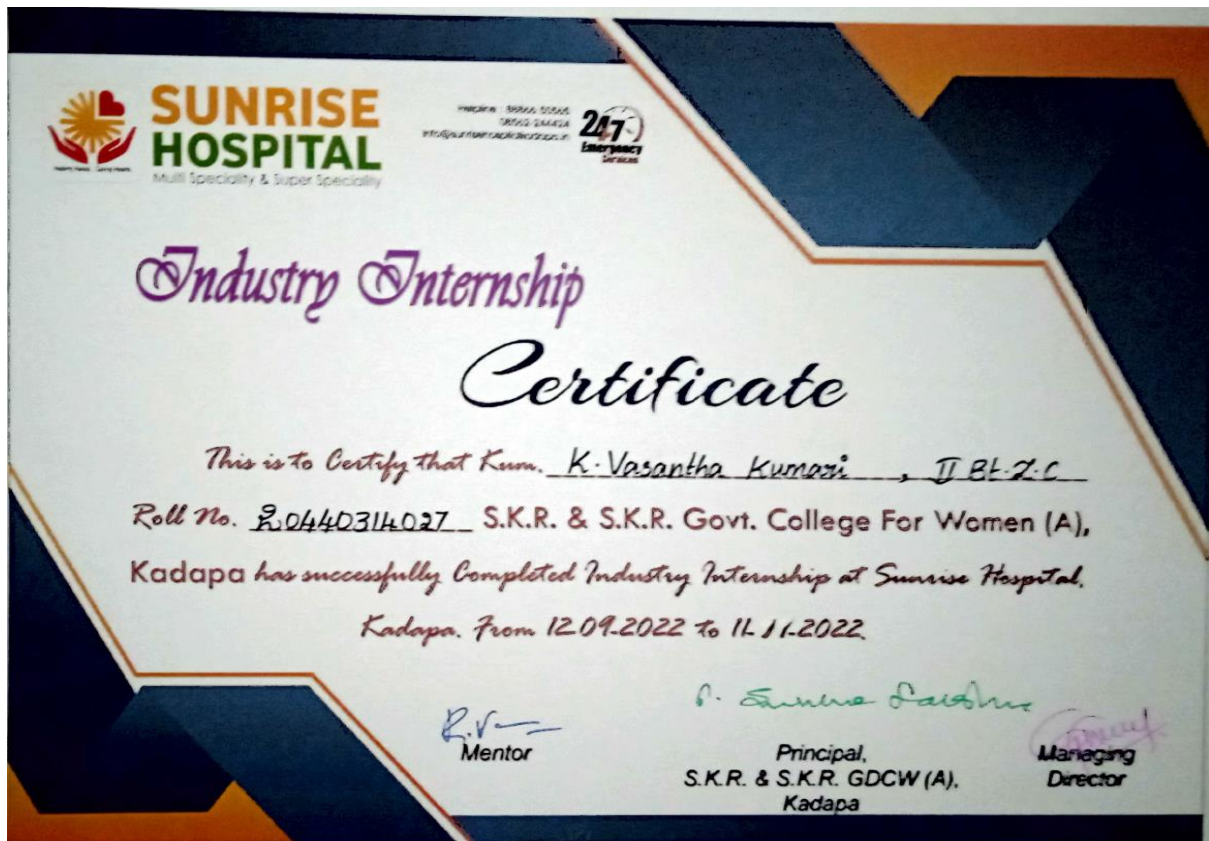 SUNRISE
HOSPITAL
Multi Speciality & Super Speciality
24x7
Emergency
Services
Industry Internship
Certificate
This is to Certify that Kum. K. Vasantha Kumari, II Bt.Z.C
Roll No. 20440314027 S.K.R. & S.K.R. Govt. College For Women (A),
Kadapa has successfully Completed Industry Internship at Sunrise Hospital,
Kadapa. From 12.09.2022 to 11.11.2022.
R.V
Mentor
Principal,
S.K.R. & S.K.R. GDCW (A),
Kadapa
Managing
Director